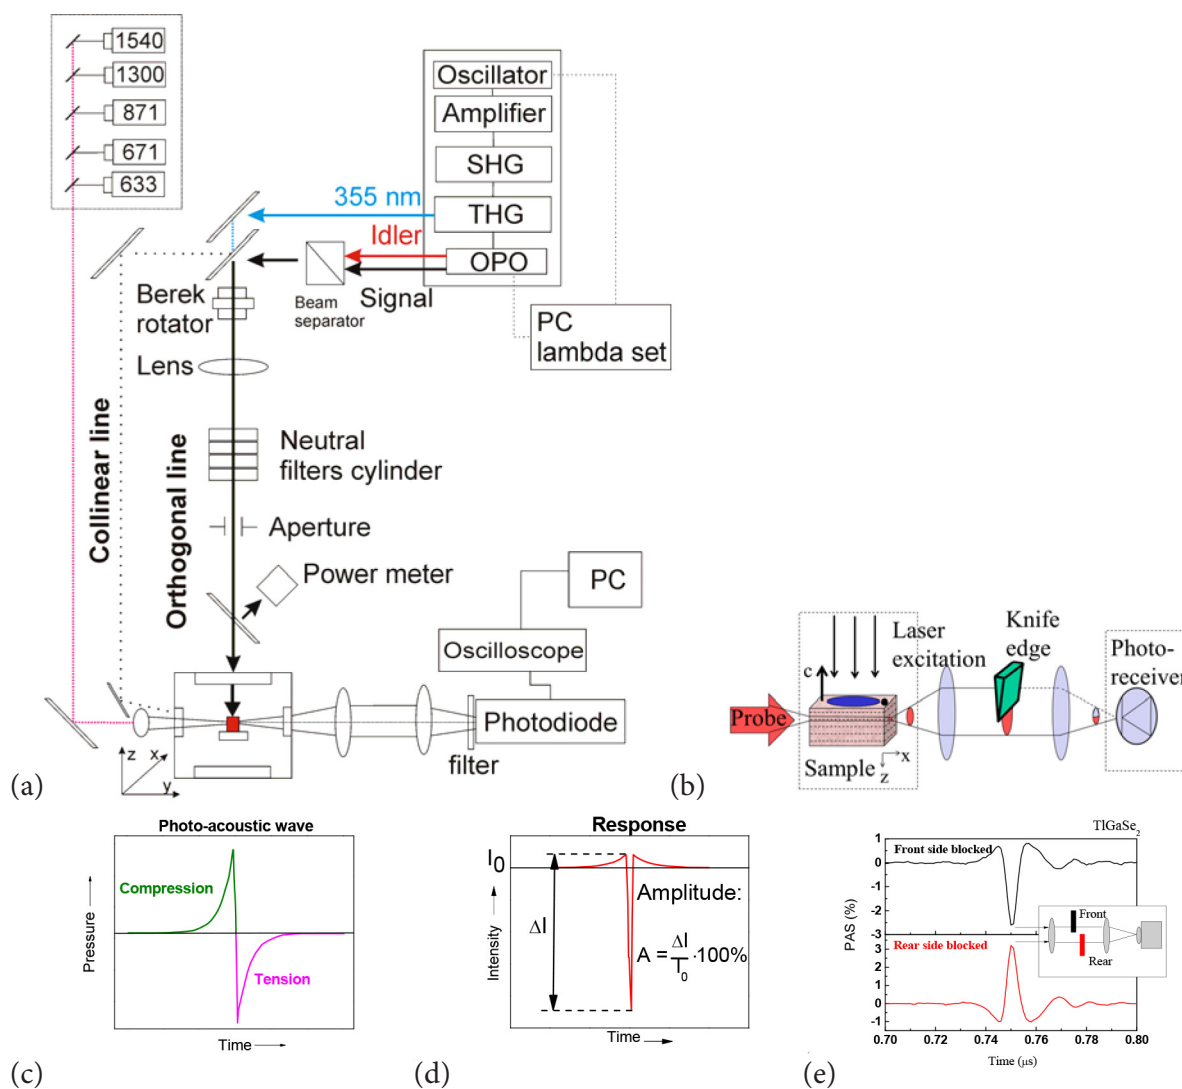 1540
1300
871
671
633
Oscillator
Amplifier
SHG
THG
OPO
355 nm
Idler
Signal
Beam
separator
PC
lambda set
Berek
rotator
Lens
Collinear line
Orthogonal line
Neutral
filters cylinder
Aperture
Power meter
PC
Oscilloscope
Photodiode
filter
z
x
y
(a)
Laser
excitation
Knife
edge
Photo-
receiver
c
Probe
Sample
x
z
(b)
Photo-acoustic wave
Compression
Tension
Pressure
Time
(c)
Response
I₀
ΔI
Amplitude:
A = ΔI/I₀ ·100%
Intensity
Time
(d)
TlGaSe₂
Front side blocked
1
0
-1
-2
-3
PAS (%)
Front
Rear
Rear side blocked
3
2
1
0
-1
0.70
0.72
0.74
0.76
0.78
0.80
Time (μs)
(e)